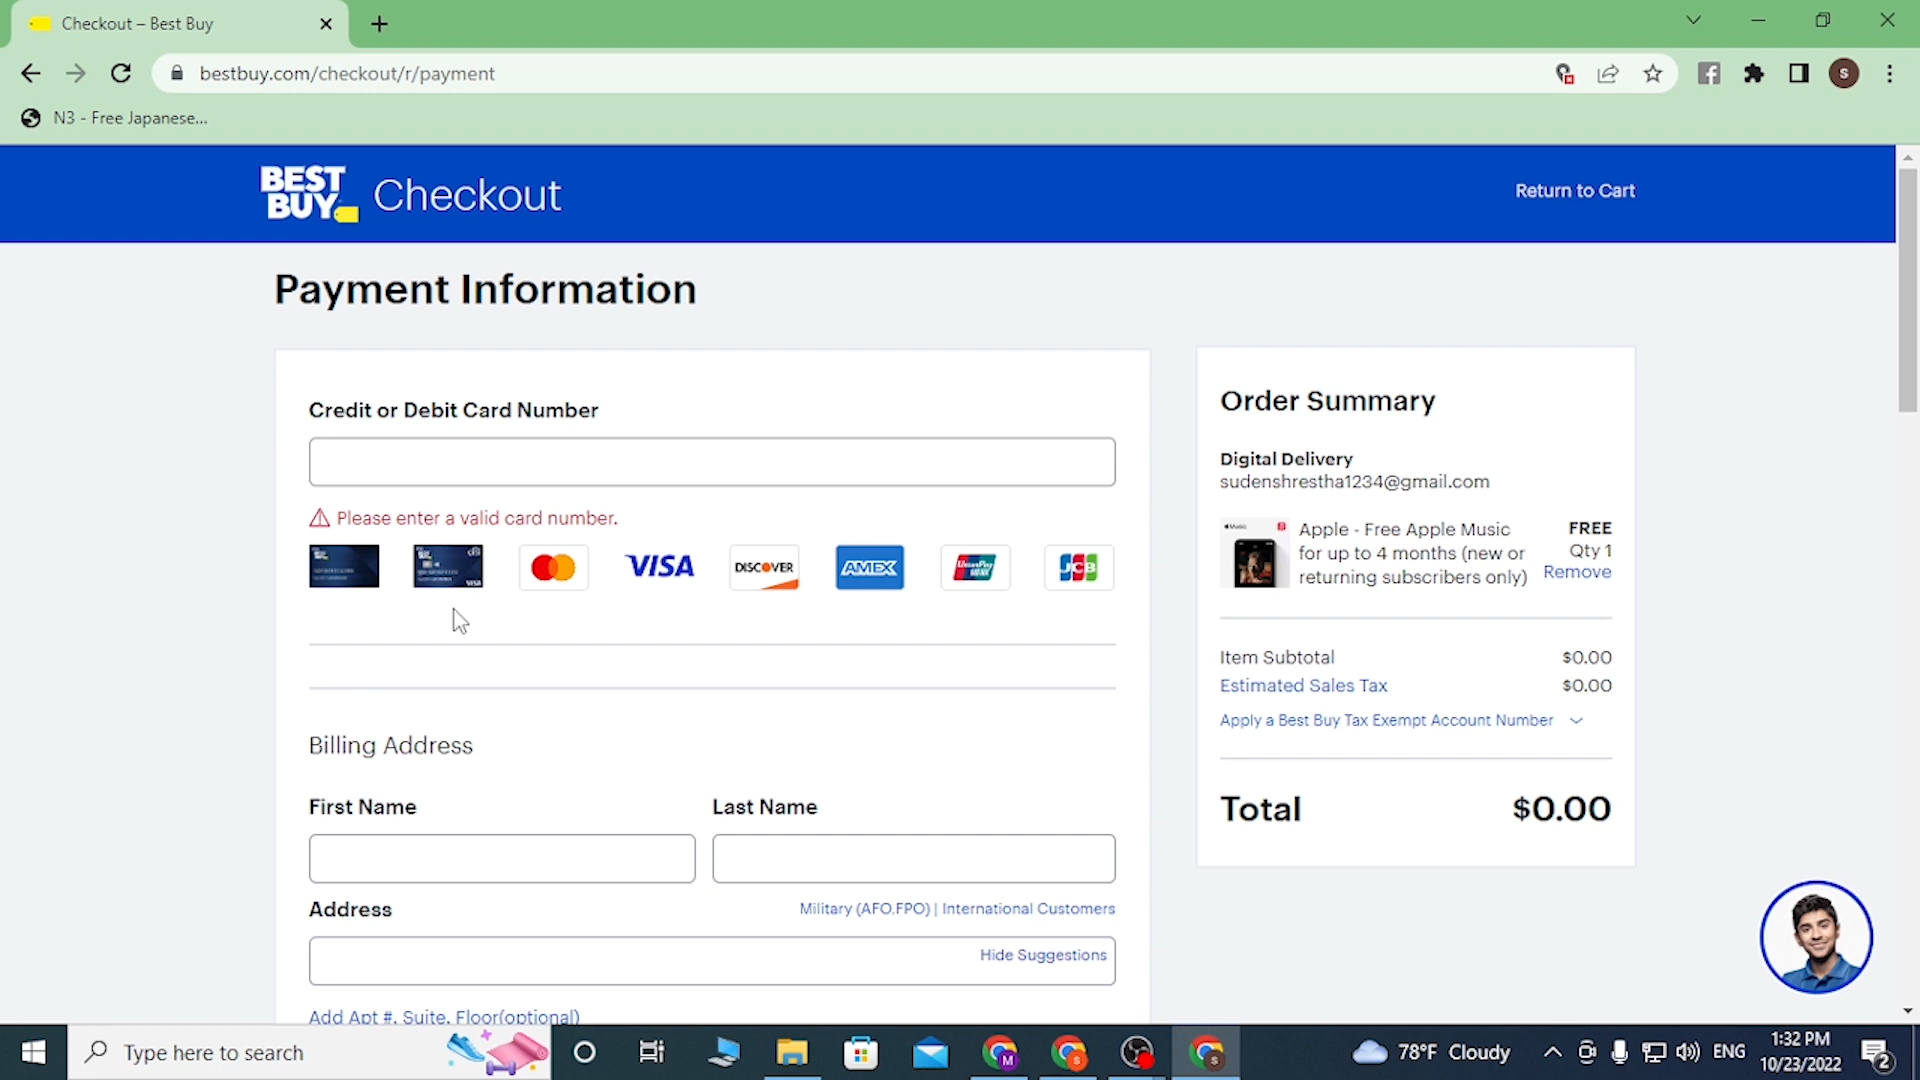 Checkout – Best Buy
bestbuy.com/checkout/r/payment
S
N3 - Free Japanese...
BEST BUY
Checkout
Return to Cart
Payment Information
Credit or Debit Card Number
Please enter a valid card number.
VISA
DISCOVER
AMEX
UnionPay
JCB
Billing Address
First Name
Last Name
Address
Military (AFO.FPO) | International Customers
Hide Suggestions
Add Apt #, Suite, Floor(optional)
Order Summary
Digital Delivery
sudenshrestha1234@gmail.com
Apple - Free Apple Music
for up to 4 months (new or
returning subscribers only)
FREE
Qty 1
Remove
Item Subtotal $0.00
Estimated Sales Tax $0.00
Apply a Best Buy Tax Exempt Account Number
Total $0.00
Type here to search
78°F Cloudy
ENG
1:32 PM
10/23/2022
2